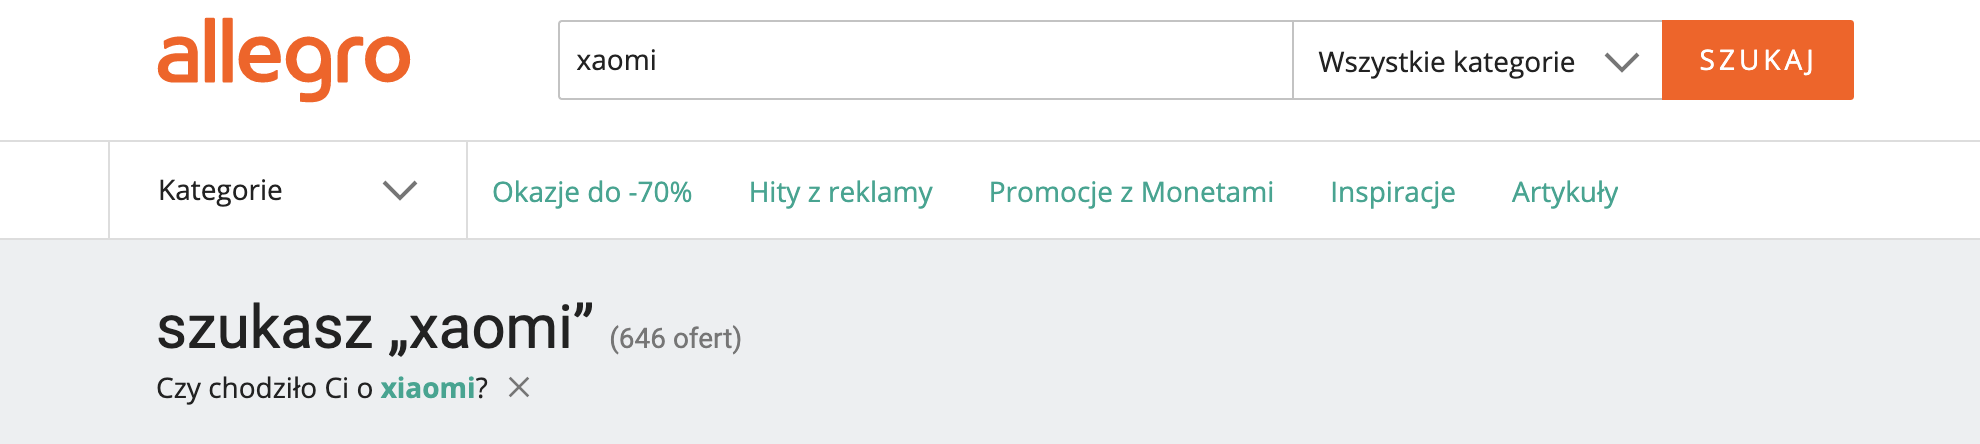 allegro
xaomi
Wszystkie kategorie
SZUKAJ
Kategorie
Okazje do -70%
Hity z reklamy
Promocje z Monetami
Inspiracje
Artykuły
szukasz „xaomi” (646 ofert)
Czy chodziło Ci o xiaomi?